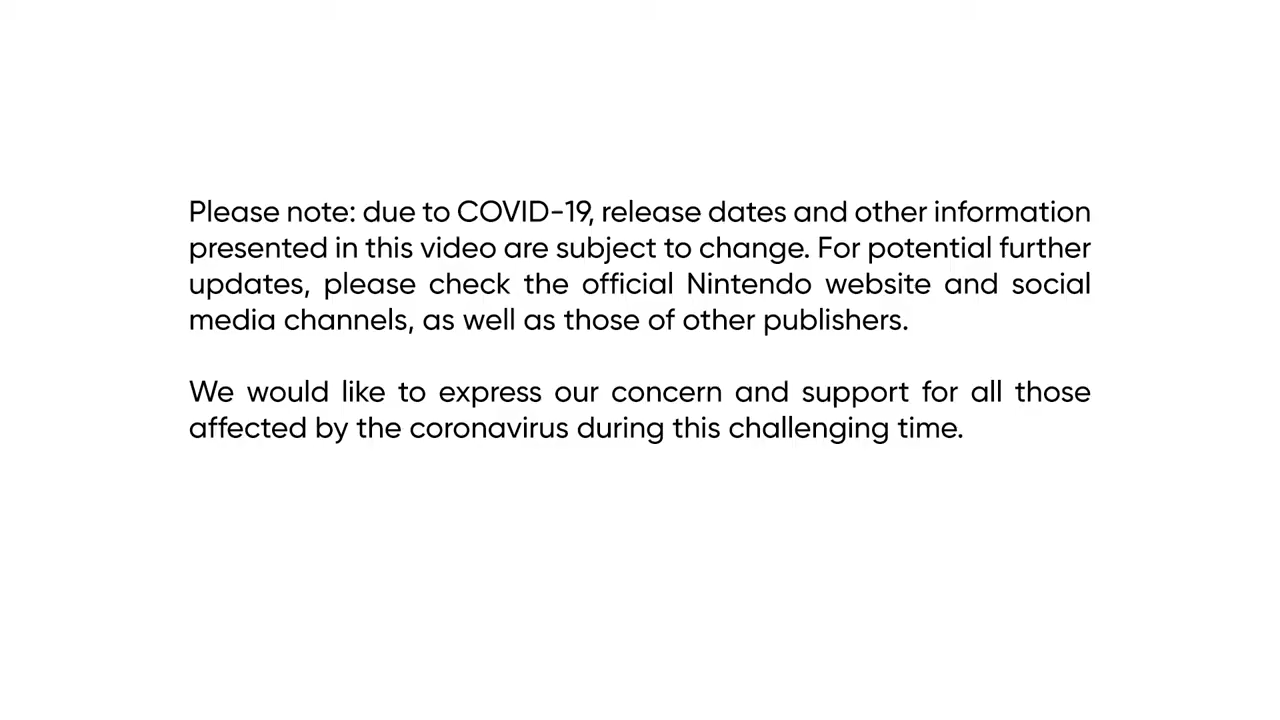 Please note: due to COVID-19, release dates and other information
presented in this video are subject to change. For potential further
updates, please check the official Nintendo website and social
media channels, as well as those of other publishers.
We would like to express our concern and support for all those
affected by the coronavirus during this challenging time.